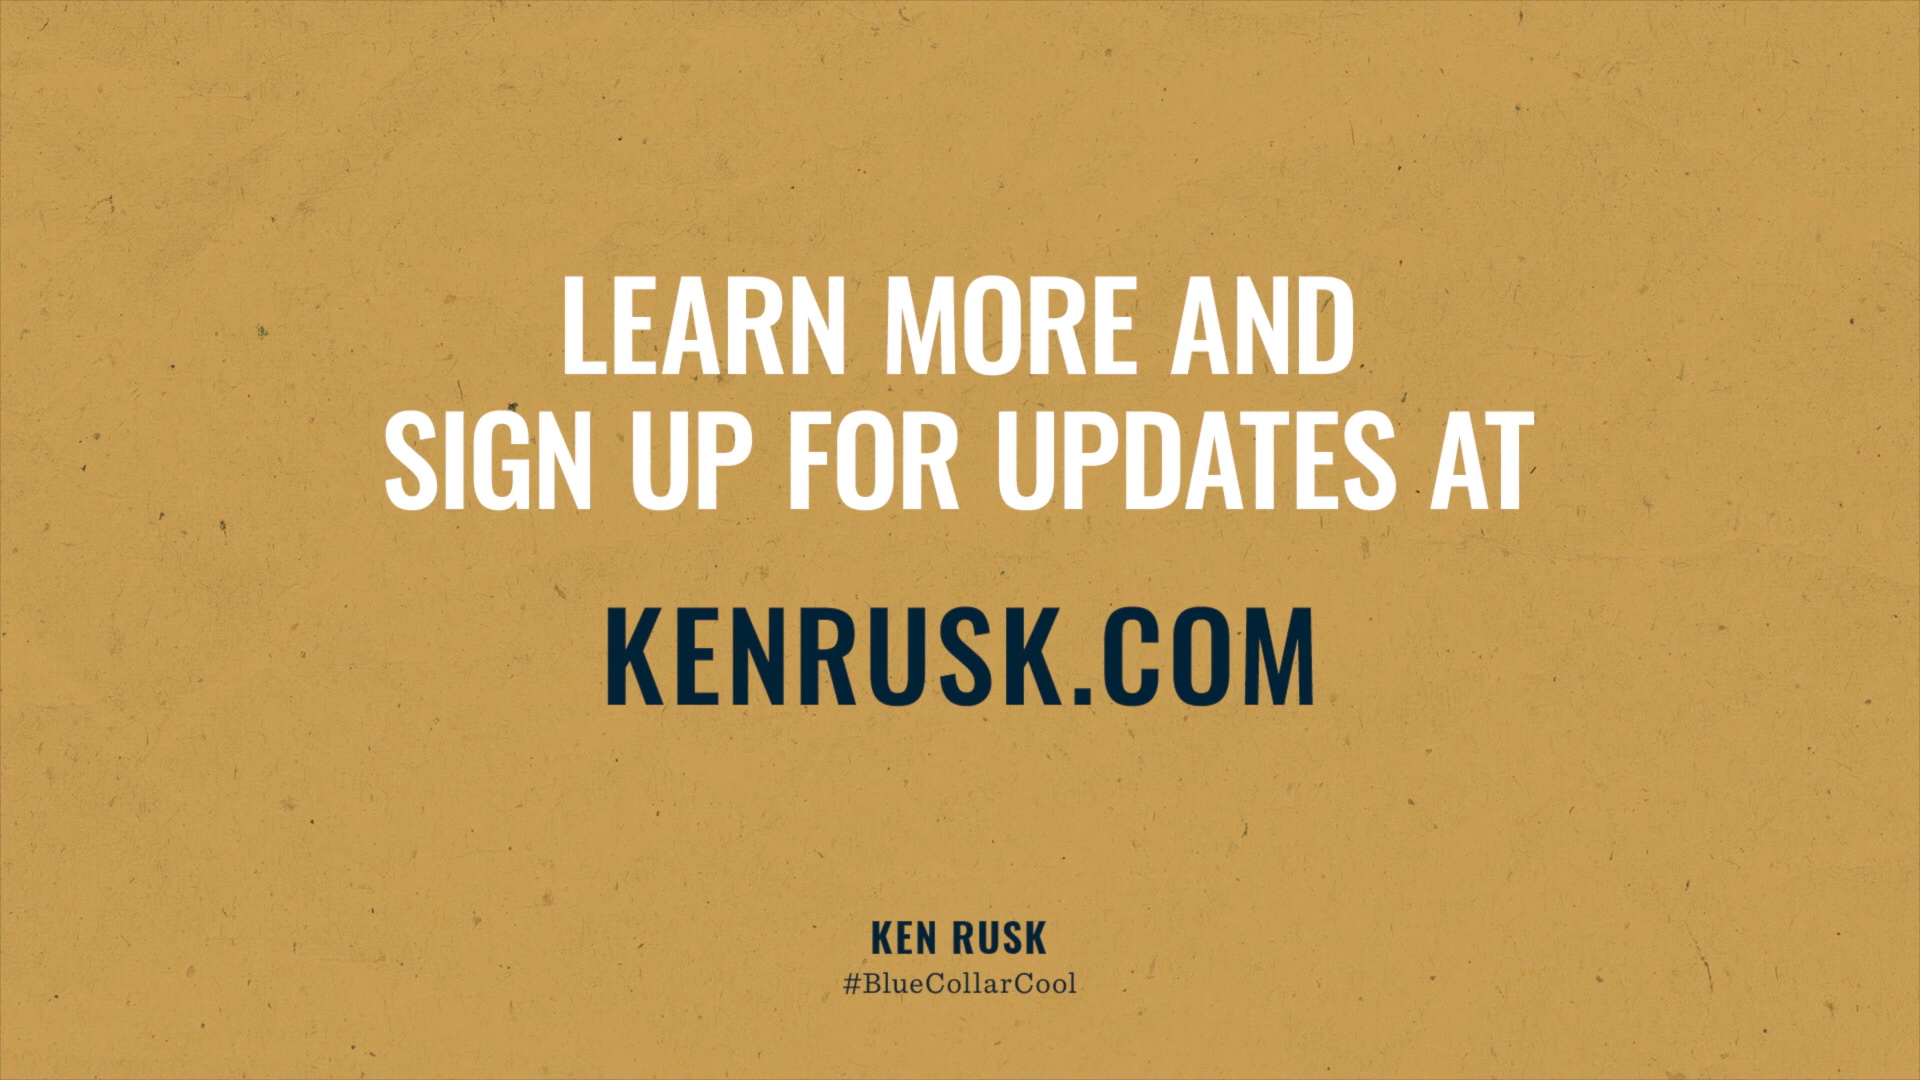 LEARN MORE AND
SIGN UP FOR UPDATES AT
KENRUSK.COM
KEN RUSK
#BlueCollarCool